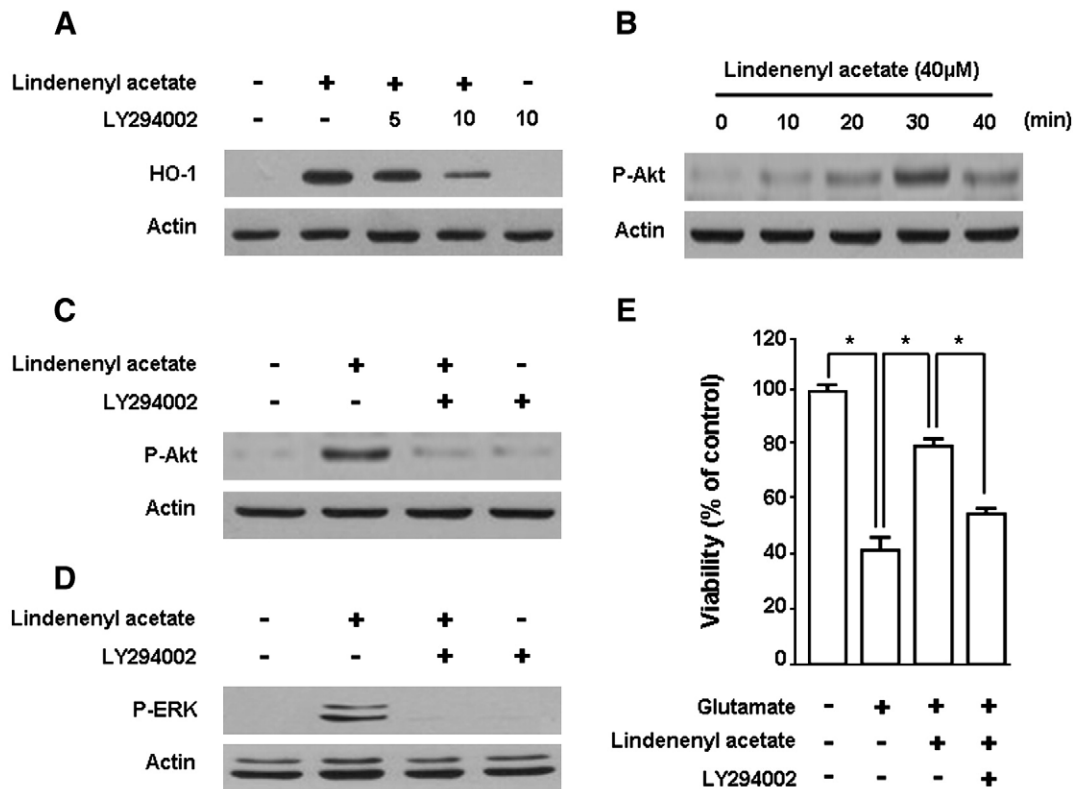 A
Lindenenyl acetate - + + + -
LY294002 - - 5 10 10
HO-1
Actin
B
Lindenenyl acetate (40µM)
0 10 20 30 40 (min)
P-Akt
Actin
C
Lindenenyl acetate - + + -
LY294002 - - + +
P-Akt
Actin
D
Lindenenyl acetate - + + -
LY294002 - - + +
P-ERK
Actin
E
Viability (% of control)
120
100
80
60
40
20
0
* * *
Glutamate - + + +
Lindenenyl acetate - - + +
LY294002 - - - +